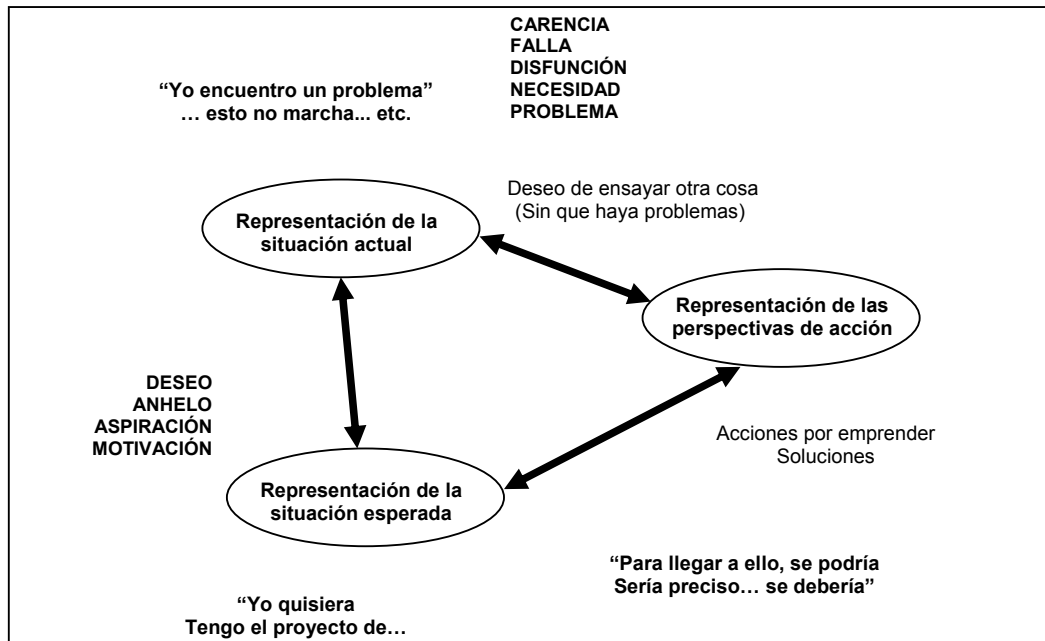 CARENCIA
FALLA
DISFUNCIÓN
NECESIDAD
PROBLEMA
“Yo encuentro un problema”
… esto no marcha... etc.
Deseo de ensayar otra cosa
(Sin que haya problemas)
Representación de la
situación actual
Representación de las
perspectivas de acción
DESEO
ANHELO
ASPIRACIÓN
MOTIVACIÓN
Acciones por emprender
Soluciones
Representación de la
situación esperada
“Para llegar a ello, se podría
Sería preciso… se debería”
“Yo quisiera
Tengo el proyecto de…